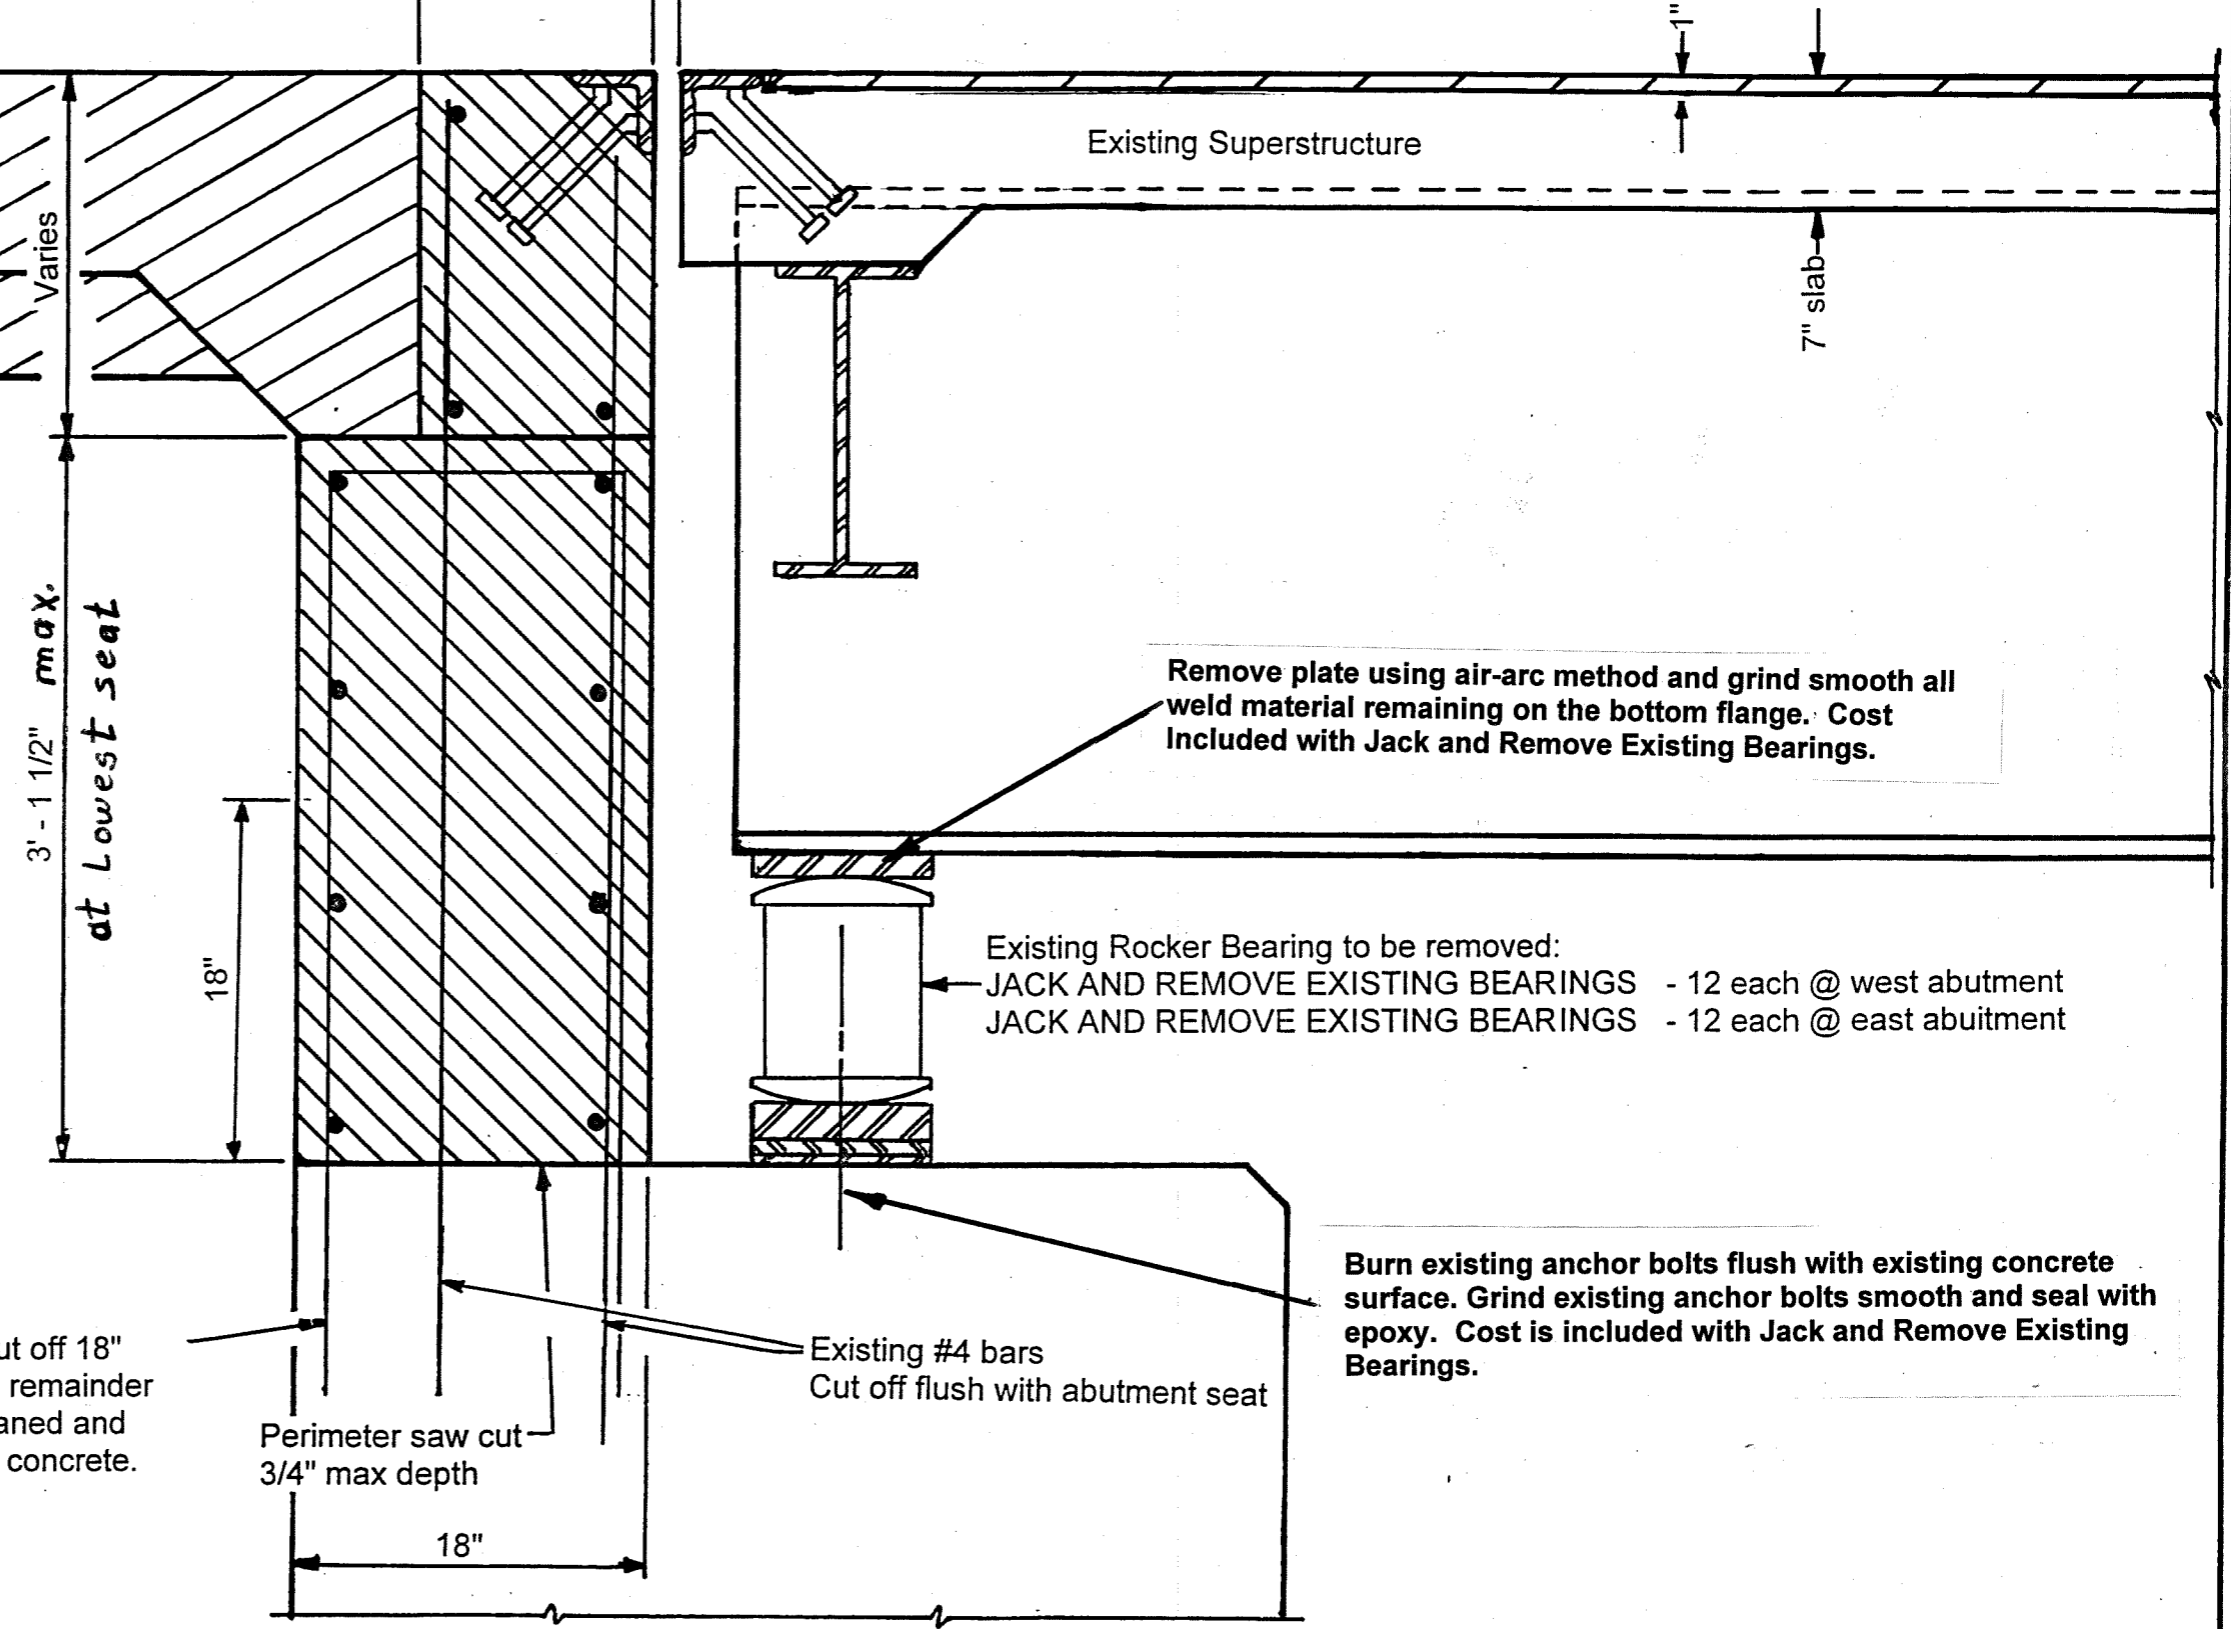 1"
Existing Superstructure
Varies
7" slab
Remove plate using air-arc method and grind smooth all
weld material remaining on the bottom flange. Cost
Included with Jack and Remove Existing Bearings.
3' - 1 1/2" max.
at Lowest seat
18"
Existing Rocker Bearing to be removed:
JACK AND REMOVE EXISTING BEARINGS - 12 each @ west abutment
JACK AND REMOVE EXISTING BEARINGS - 12 each @ east abuitment
Burn existing anchor bolts flush with existing concrete
surface. Grind existing anchor bolts smooth and seal with
epoxy. Cost is included with Jack and Remove Existing
Bearings.
ut off 18"
remainder
aned and
concrete.
Existing #4 bars
Cut off flush with abutment seat
Perimeter saw cut
3/4" max depth
18"